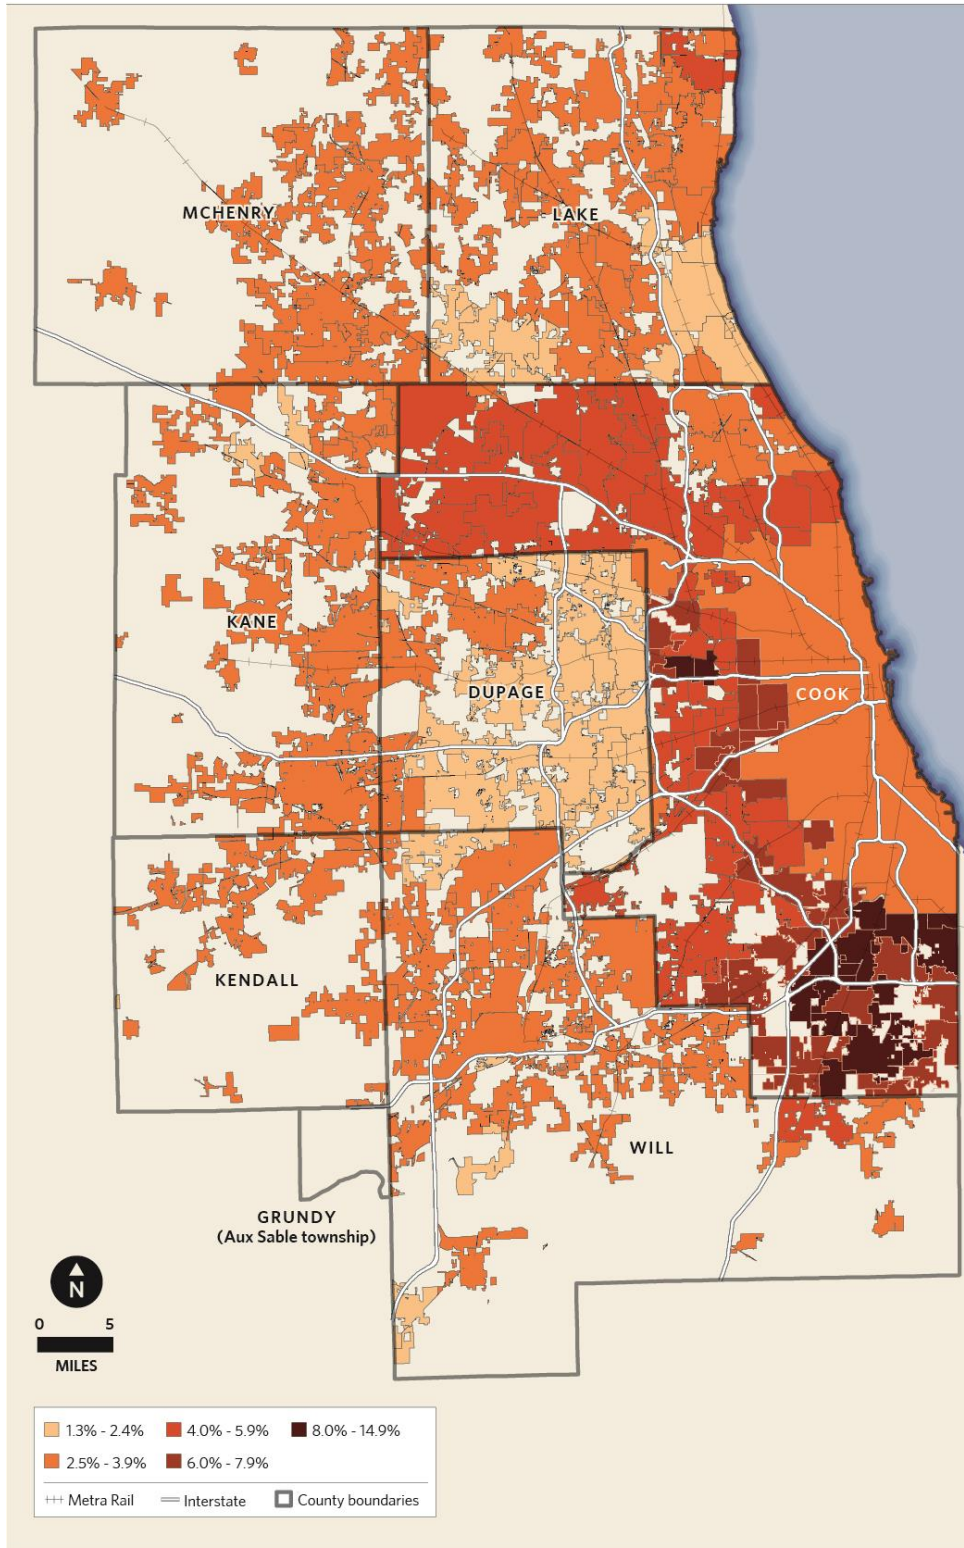 MCHENRY
LAKE
KANE
DUPAGE
COOK
KENDALL
WILL
GRUNDY
(Aux Sable township)
N
0 5
MILES
1.3% - 2.4% 4.0% - 5.9% 8.0% - 14.9%
2.5% - 3.9% 6.0% - 7.9%
Metra Rail Interstate County boundaries